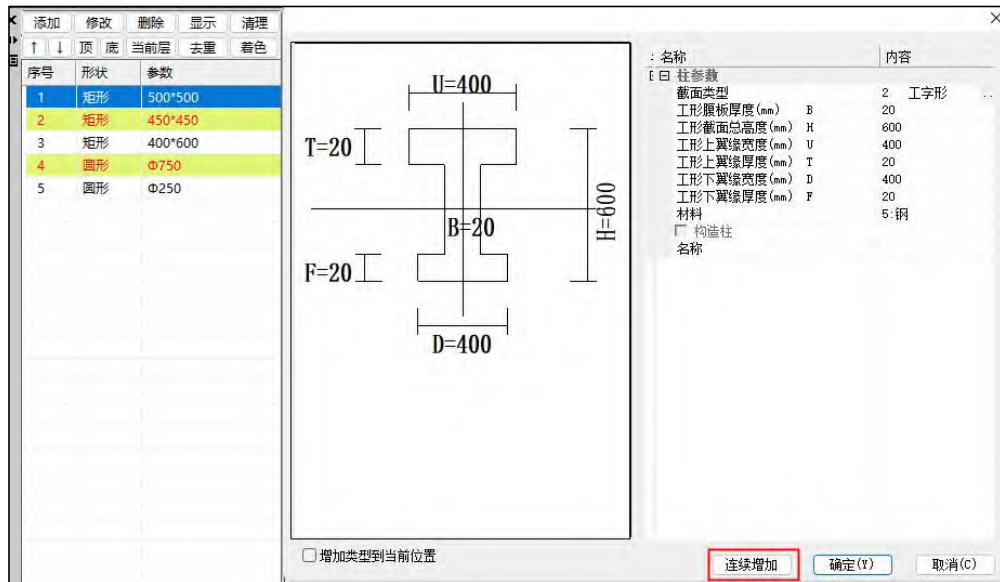 添加 修改 删除 显示 清理
↑ ↓ 顶 底 当前层 去重 着色
序号 形状 参数
1 矩形 500*500
2 矩形 450*450
3 矩形 400*600
4 圆形 Φ750
5 圆形 Φ250
U=400
T=20
B=20
H=600
F=20
D=400
增加类型到当前位置
名称 内容
柱参数
截面类型 2 工字形 ..
工形腹板厚度(mm) B 20
工形截面总高度(mm) H 600
工形上翼缘宽度(mm) U 400
工形上翼缘厚度(mm) T 20
工形下翼缘宽度(mm) D 400
工形下翼缘厚度(mm) F 20
材料 5:钢
构造柱
名称
连续增加 确定(Y) 取消(C)